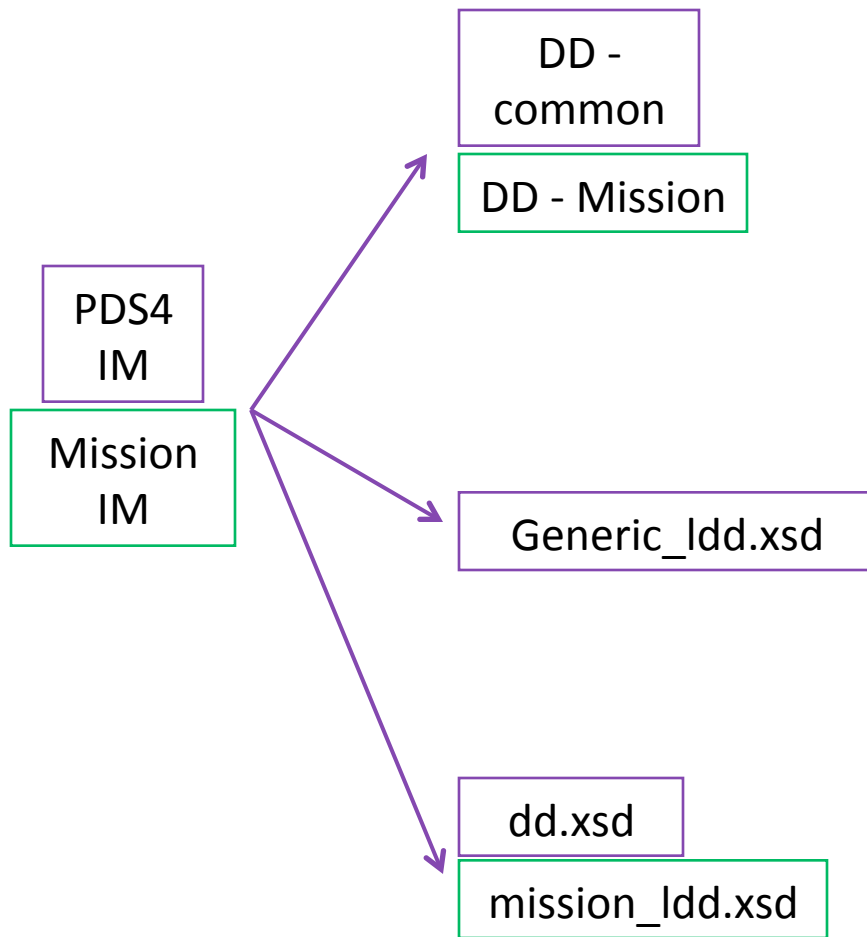 DD -
common
DD - Mission
PDS4
IM
Mission
IM
Generic_ldd.xsd
dd.xsd
mission_ldd.xsd